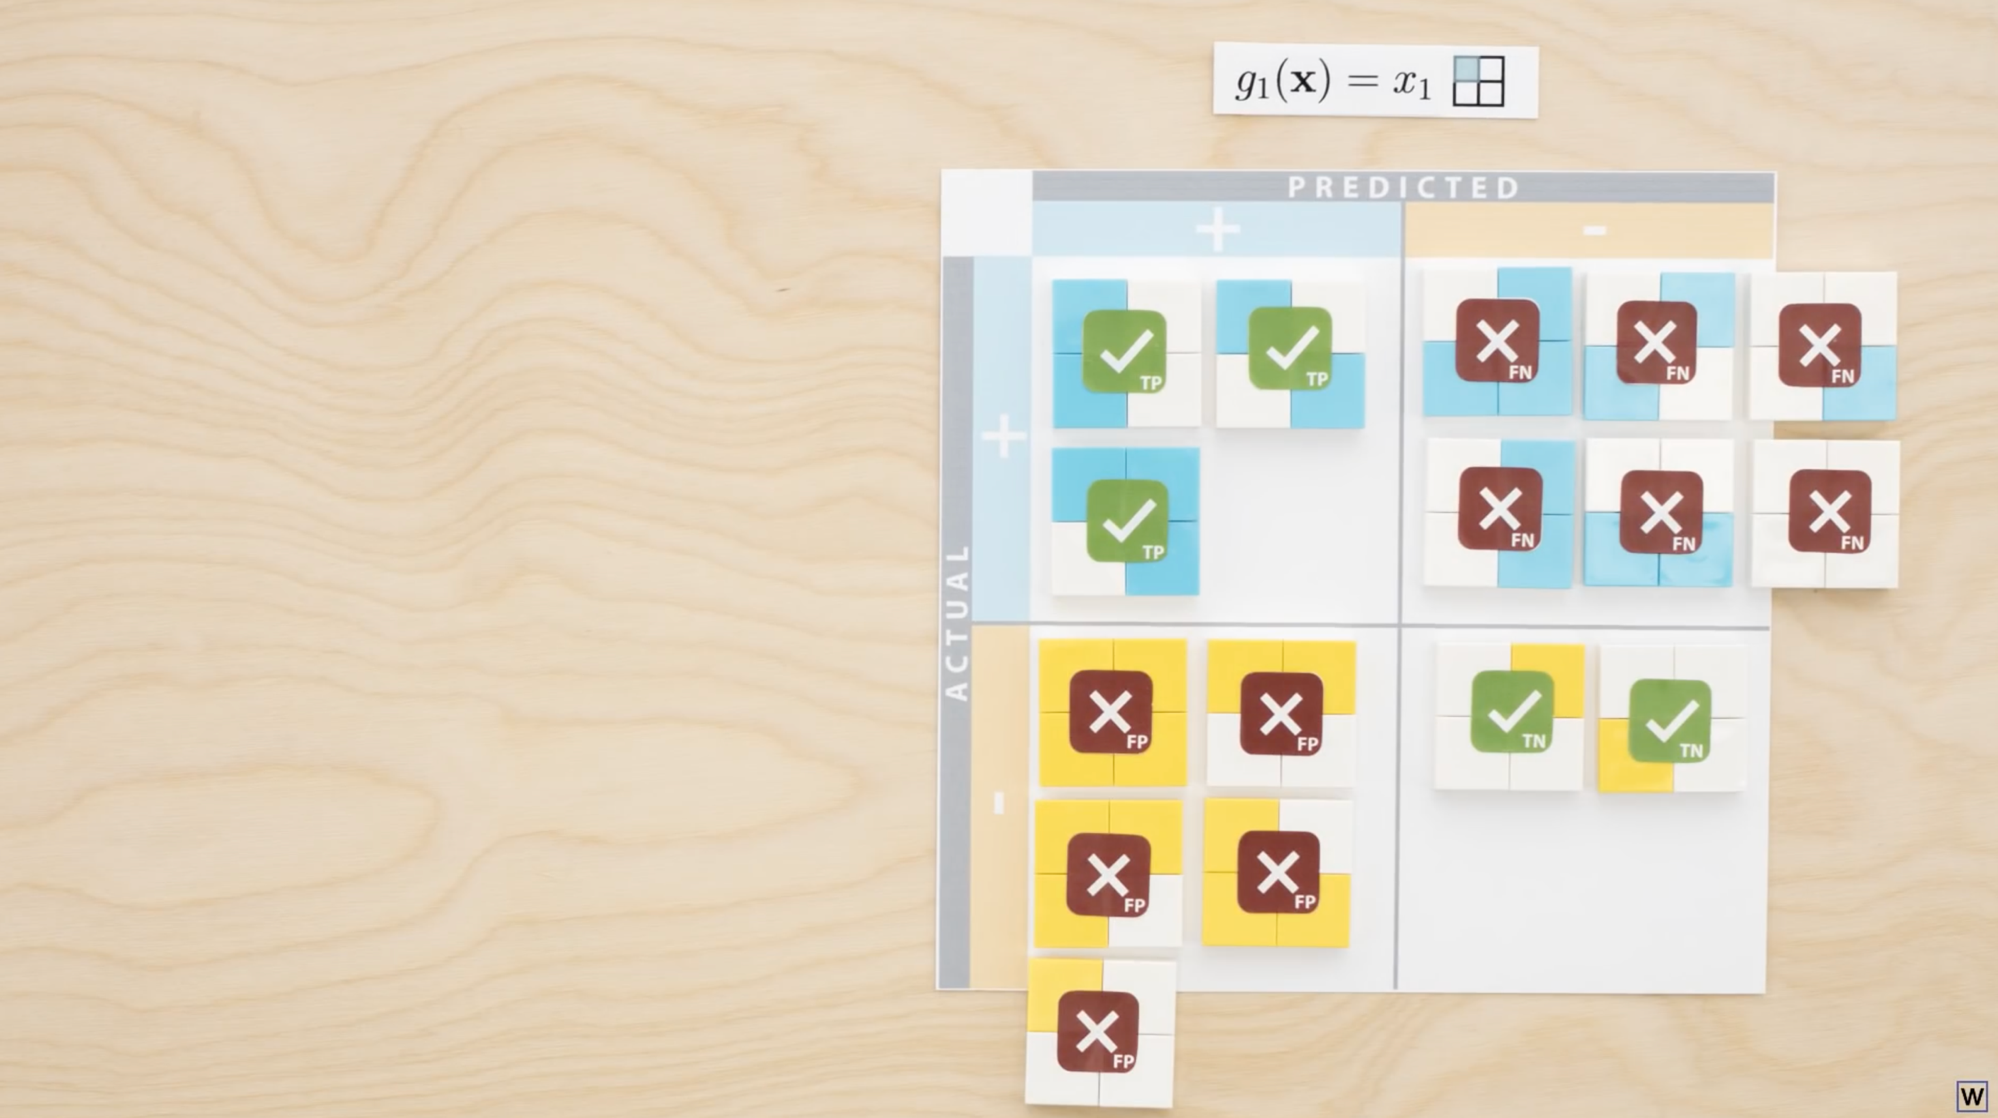 g₁(𝐱) = x₁
PREDICTED
+ -
ACTUAL
+
TP TP FN FN FN
TP FN FN FN
-
FP FP TN TN
FP FP
FP
W